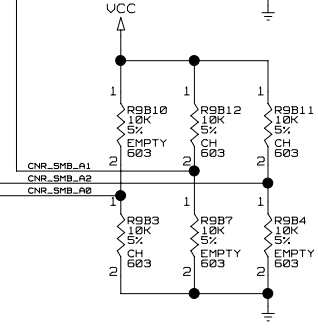 VCC
1 1 1
R9B10 R9B12 R9B11
10K 10K 10K
5% 5% 5%
EMPTY CH CH
603 603 603
2 2 2
CNR_SMB_A1
CNR_SMB_A2
CNR_SMB_A0
1 1 1
R9B3 R9B7 R9B4
10K 10K 10K
5% 5% 5%
CH EMPTY EMPTY
603 603 603
2 2 2